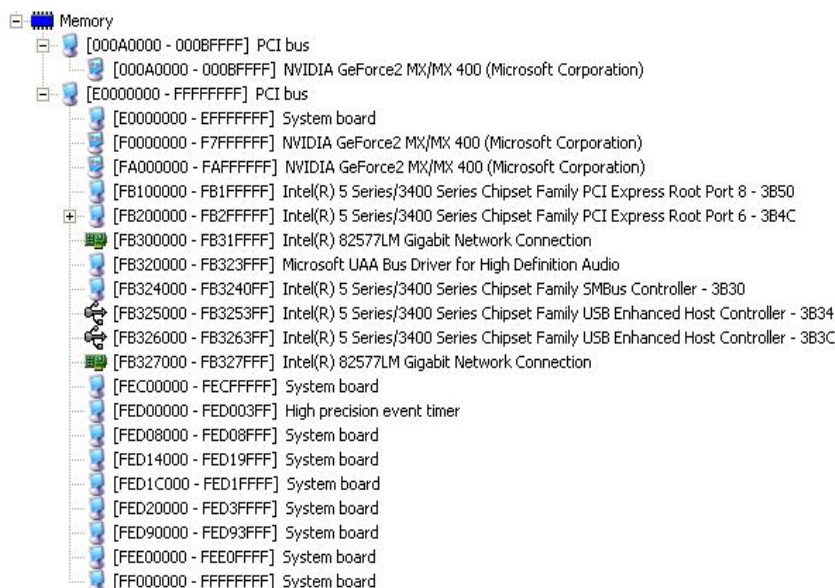 Memory
[000A0000 - 000BFFFF] PCI bus
[000A0000 - 000BFFFF] NVIDIA GeForce2 MX/MX 400 (Microsoft Corporation)
[E0000000 - FFFFFFFF] PCI bus
[E0000000 - EFFFFFFF] System board
[F0000000 - F7FFFFFF] NVIDIA GeForce2 MX/MX 400 (Microsoft Corporation)
[FA000000 - FAFFFFFF] NVIDIA GeForce2 MX/MX 400 (Microsoft Corporation)
[FB100000 - FB1FFFFF] Intel(R) 5 Series/3400 Series Chipset Family PCI Express Root Port 8 - 3B50
[FB200000 - FB2FFFFF] Intel(R) 5 Series/3400 Series Chipset Family PCI Express Root Port 6 - 3B4C
[FB300000 - FB31FFFF] Intel(R) 82577LM Gigabit Network Connection
[FB320000 - FB323FFF] Microsoft UAA Bus Driver for High Definition Audio
[FB324000 - FB3240FF] Intel(R) 5 Series/3400 Series Chipset Family SMBus Controller - 3B30
[FB325000 - FB3253FF] Intel(R) 5 Series/3400 Series Chipset Family USB Enhanced Host Controller - 3B34
[FB326000 - FB3263FF] Intel(R) 5 Series/3400 Series Chipset Family USB Enhanced Host Controller - 3B3C
[FB327000 - FB327FFF] Intel(R) 82577LM Gigabit Network Connection
[FEC00000 - FECFFFFF] System board
[FED00000 - FED003FF] High precision event timer
[FED08000 - FED08FFF] System board
[FED14000 - FED19FFF] System board
[FED1C000 - FED1FFFF] System board
[FED20000 - FED3FFFF] System board
[FED90000 - FED93FFF] System board
[FEE00000 - FEE0FFFF] System board
[FF000000 - FFFFFFFF] System board